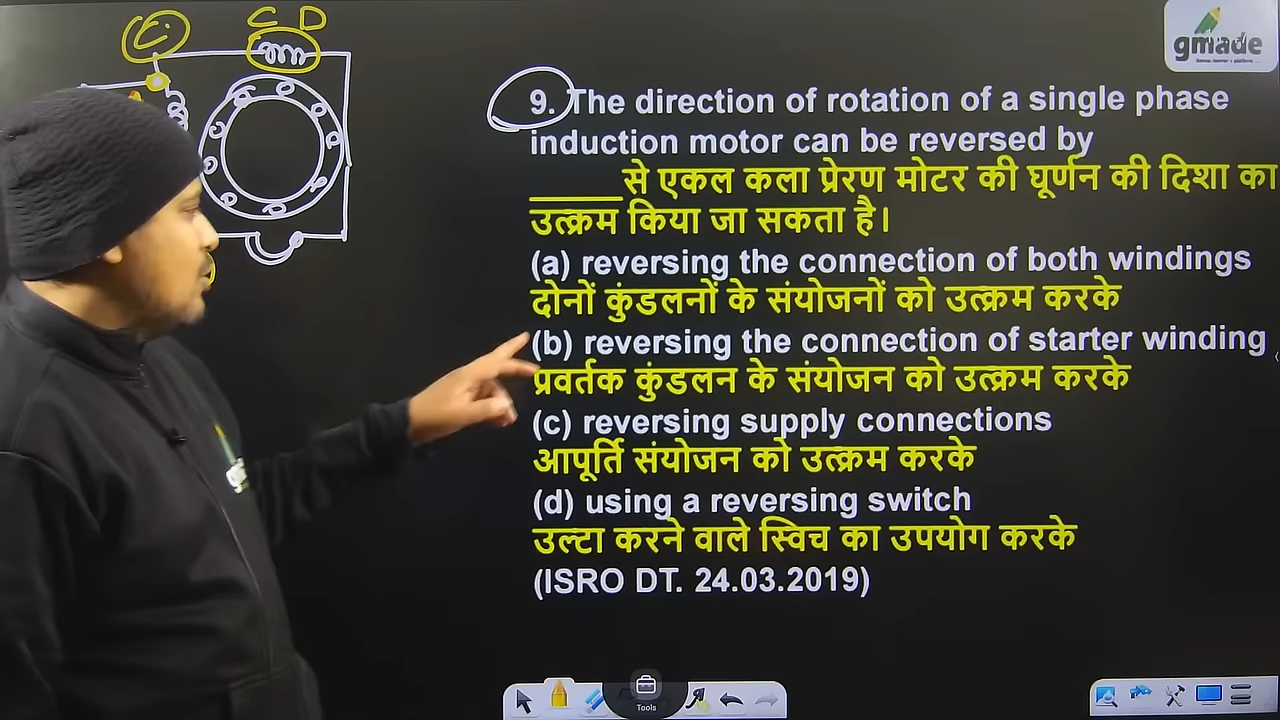 C D
gmade
9. The direction of rotation of a single phase
induction motor can be reversed by
______से एकल कला प्रेरण मोटर की घूर्णन की दिशा का
उत्क्रम किया जा सकता है।
(a) reversing the connection of both windings
दोनों कुंडलनों के संयोजनों को उत्क्रम करके
(b) reversing the connection of starter winding
प्रवर्तक कुंडलन के संयोजन को उत्क्रम करके
(c) reversing supply connections
आपूर्ति संयोजन को उत्क्रम करके
(d) using a reversing switch
उल्टा करने वाले स्विच का उपयोग करके
(ISRO DT. 24.03.2019)
Tools